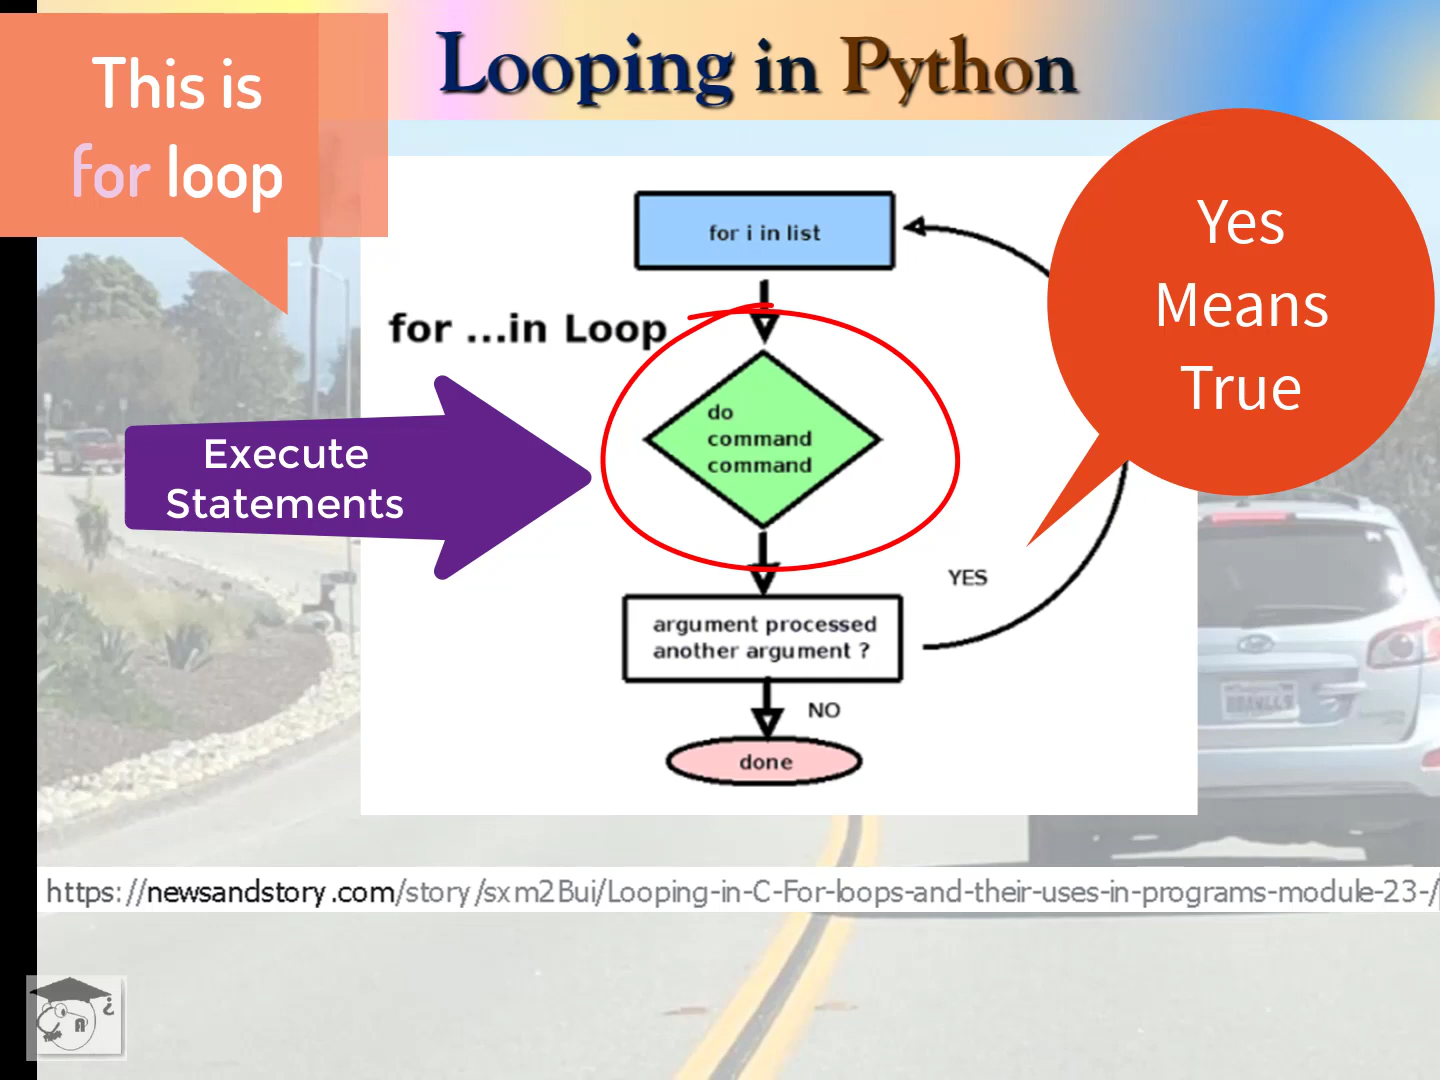 Looping in Python
This is
for loop
for i in list
Yes
Means
True
for ...in Loop
do
command
command
Execute
Statements
YES
argument processed
another argument ?
NO
done
https://newsandstory.com/story/sxm2Bui/Looping-in-C-For-loops-and-their-uses-in-programs-module-23-/